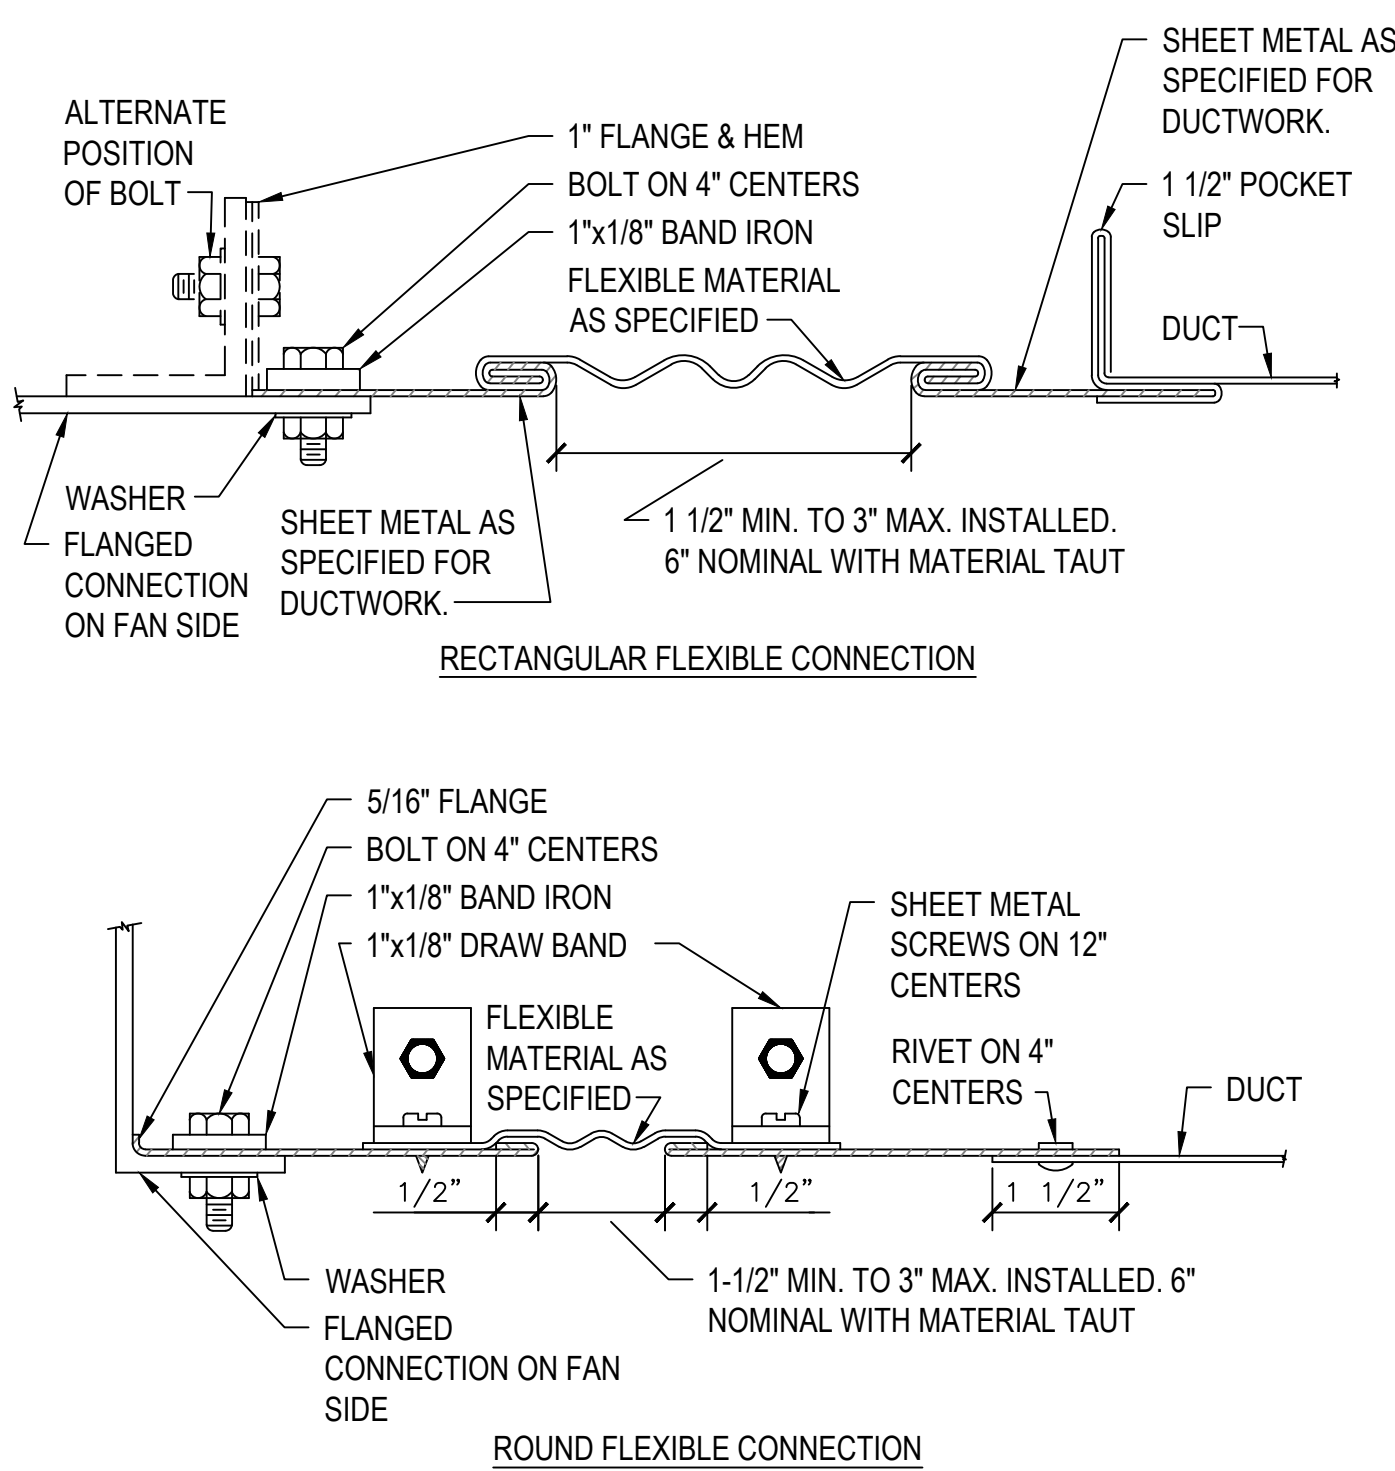 SHEET METAL AS
SPECIFIED FOR
DUCTWORK.
ALTERNATE
POSITION
OF BOLT
1" FLANGE & HEM
BOLT ON 4" CENTERS
1"x1/8" BAND IRON
FLEXIBLE MATERIAL
AS SPECIFIED
1 1/2" POCKET
SLIP
DUCT
WASHER
FLANGED
CONNECTION
ON FAN SIDE
SHEET METAL AS
SPECIFIED FOR
DUCTWORK.
1 1/2" MIN. TO 3" MAX. INSTALLED.
6" NOMINAL WITH MATERIAL TAUT
RECTANGULAR FLEXIBLE CONNECTION
5/16" FLANGE
BOLT ON 4" CENTERS
1"x1/8" BAND IRON
1"x1/8" DRAW BAND
SHEET METAL
SCREWS ON 12"
CENTERS
FLEXIBLE
MATERIAL AS
SPECIFIED
RIVET ON 4"
CENTERS
DUCT
1/2”
1/2”
1 1/2”
WASHER
FLANGED
CONNECTION ON FAN
SIDE
1-1/2" MIN. TO 3" MAX. INSTALLED. 6"
NOMINAL WITH MATERIAL TAUT
ROUND FLEXIBLE CONNECTION